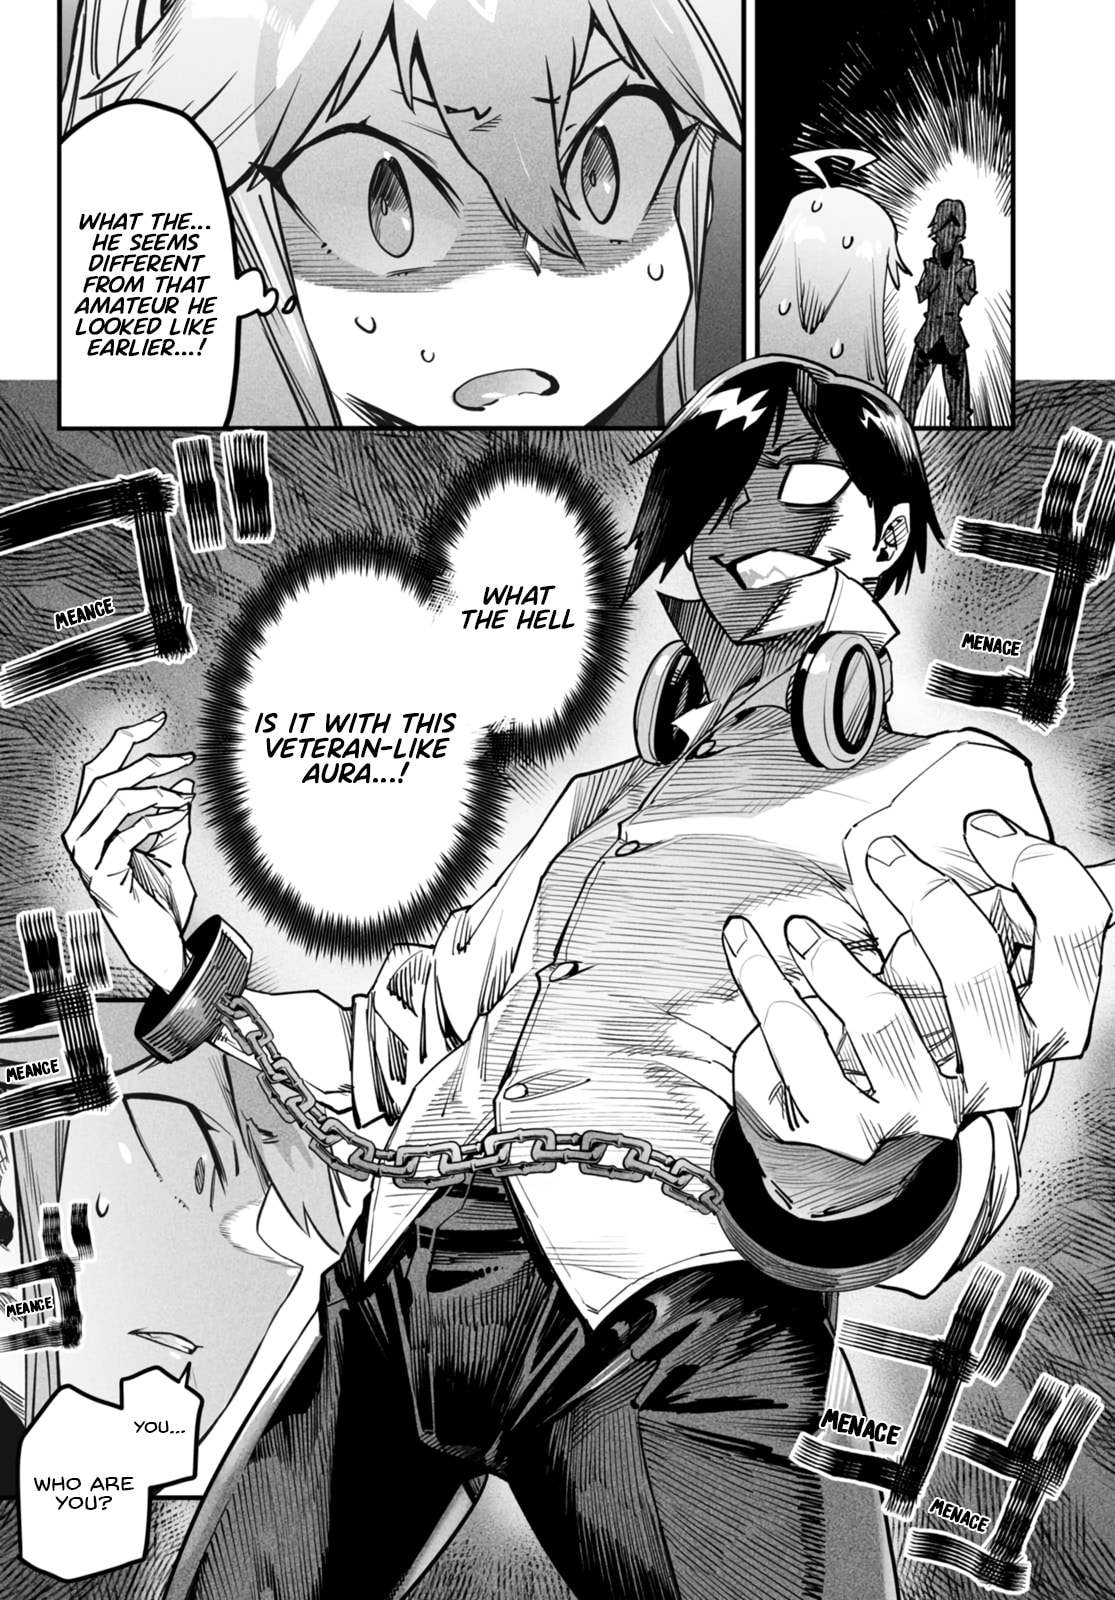 WHAT THE...
HE SEEMS
DIFFERENT
FROM THAT
AMATEUR HE
LOOKED LIKE
EARLIER...!
WHAT
THE HELL
IS IT WITH THIS
VETERAN-LIKE
AURA...!
ゴ
MENACE
ゴ
MEANCE
ゴ
MEANCE
ゴ
MEANCE
ゴ
MENACE
ゴ
MENACE
YOU...
WHO ARE
YOU?